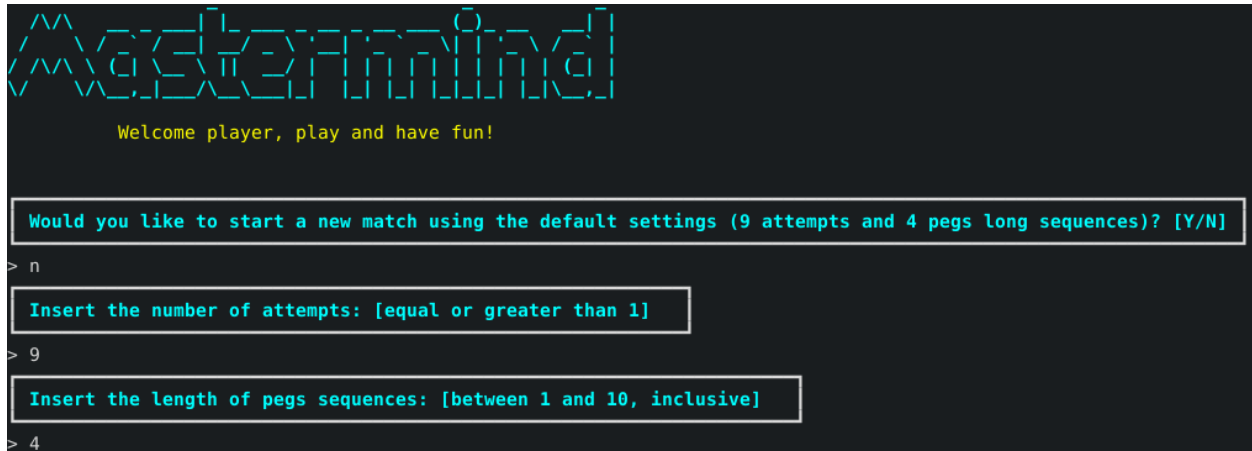 Mastermind
Welcome player, play and have fun!
Would you like to start a new match using the default settings (9 attempts and 4 pegs long sequences)? [Y/N]
> n
Insert the number of attempts: [equal or greater than 1]
> 9
Insert the length of pegs sequences: [between 1 and 10, inclusive]
> 4